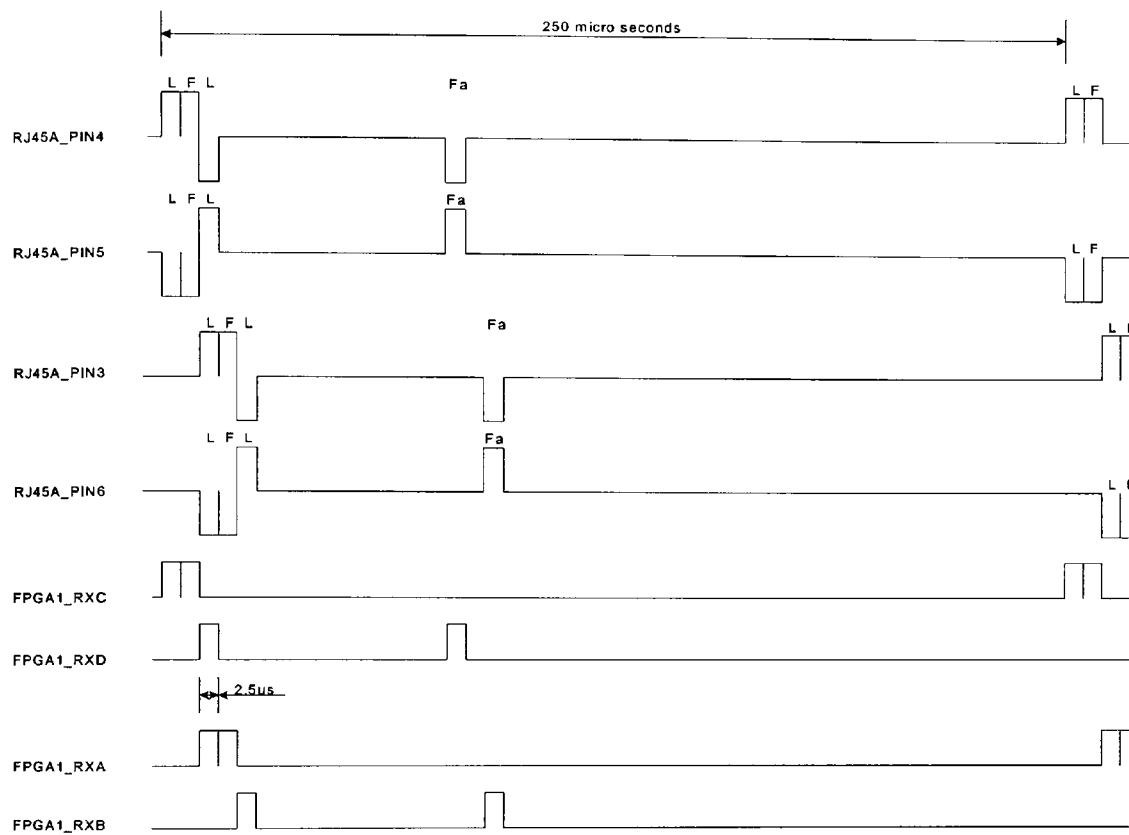 250 micro seconds
L F L
Fa
L F
RJ45A_PIN4
L F L
Fa
L F
RJ45A_PIN5
L F L
Fa
L
RJ45A_PIN3
L F L
Fa
L
RJ45A_PIN6
FPGA1_RXC
FPGA1_RXD
2.5us
FPGA1_RXA
FPGA1_RXB